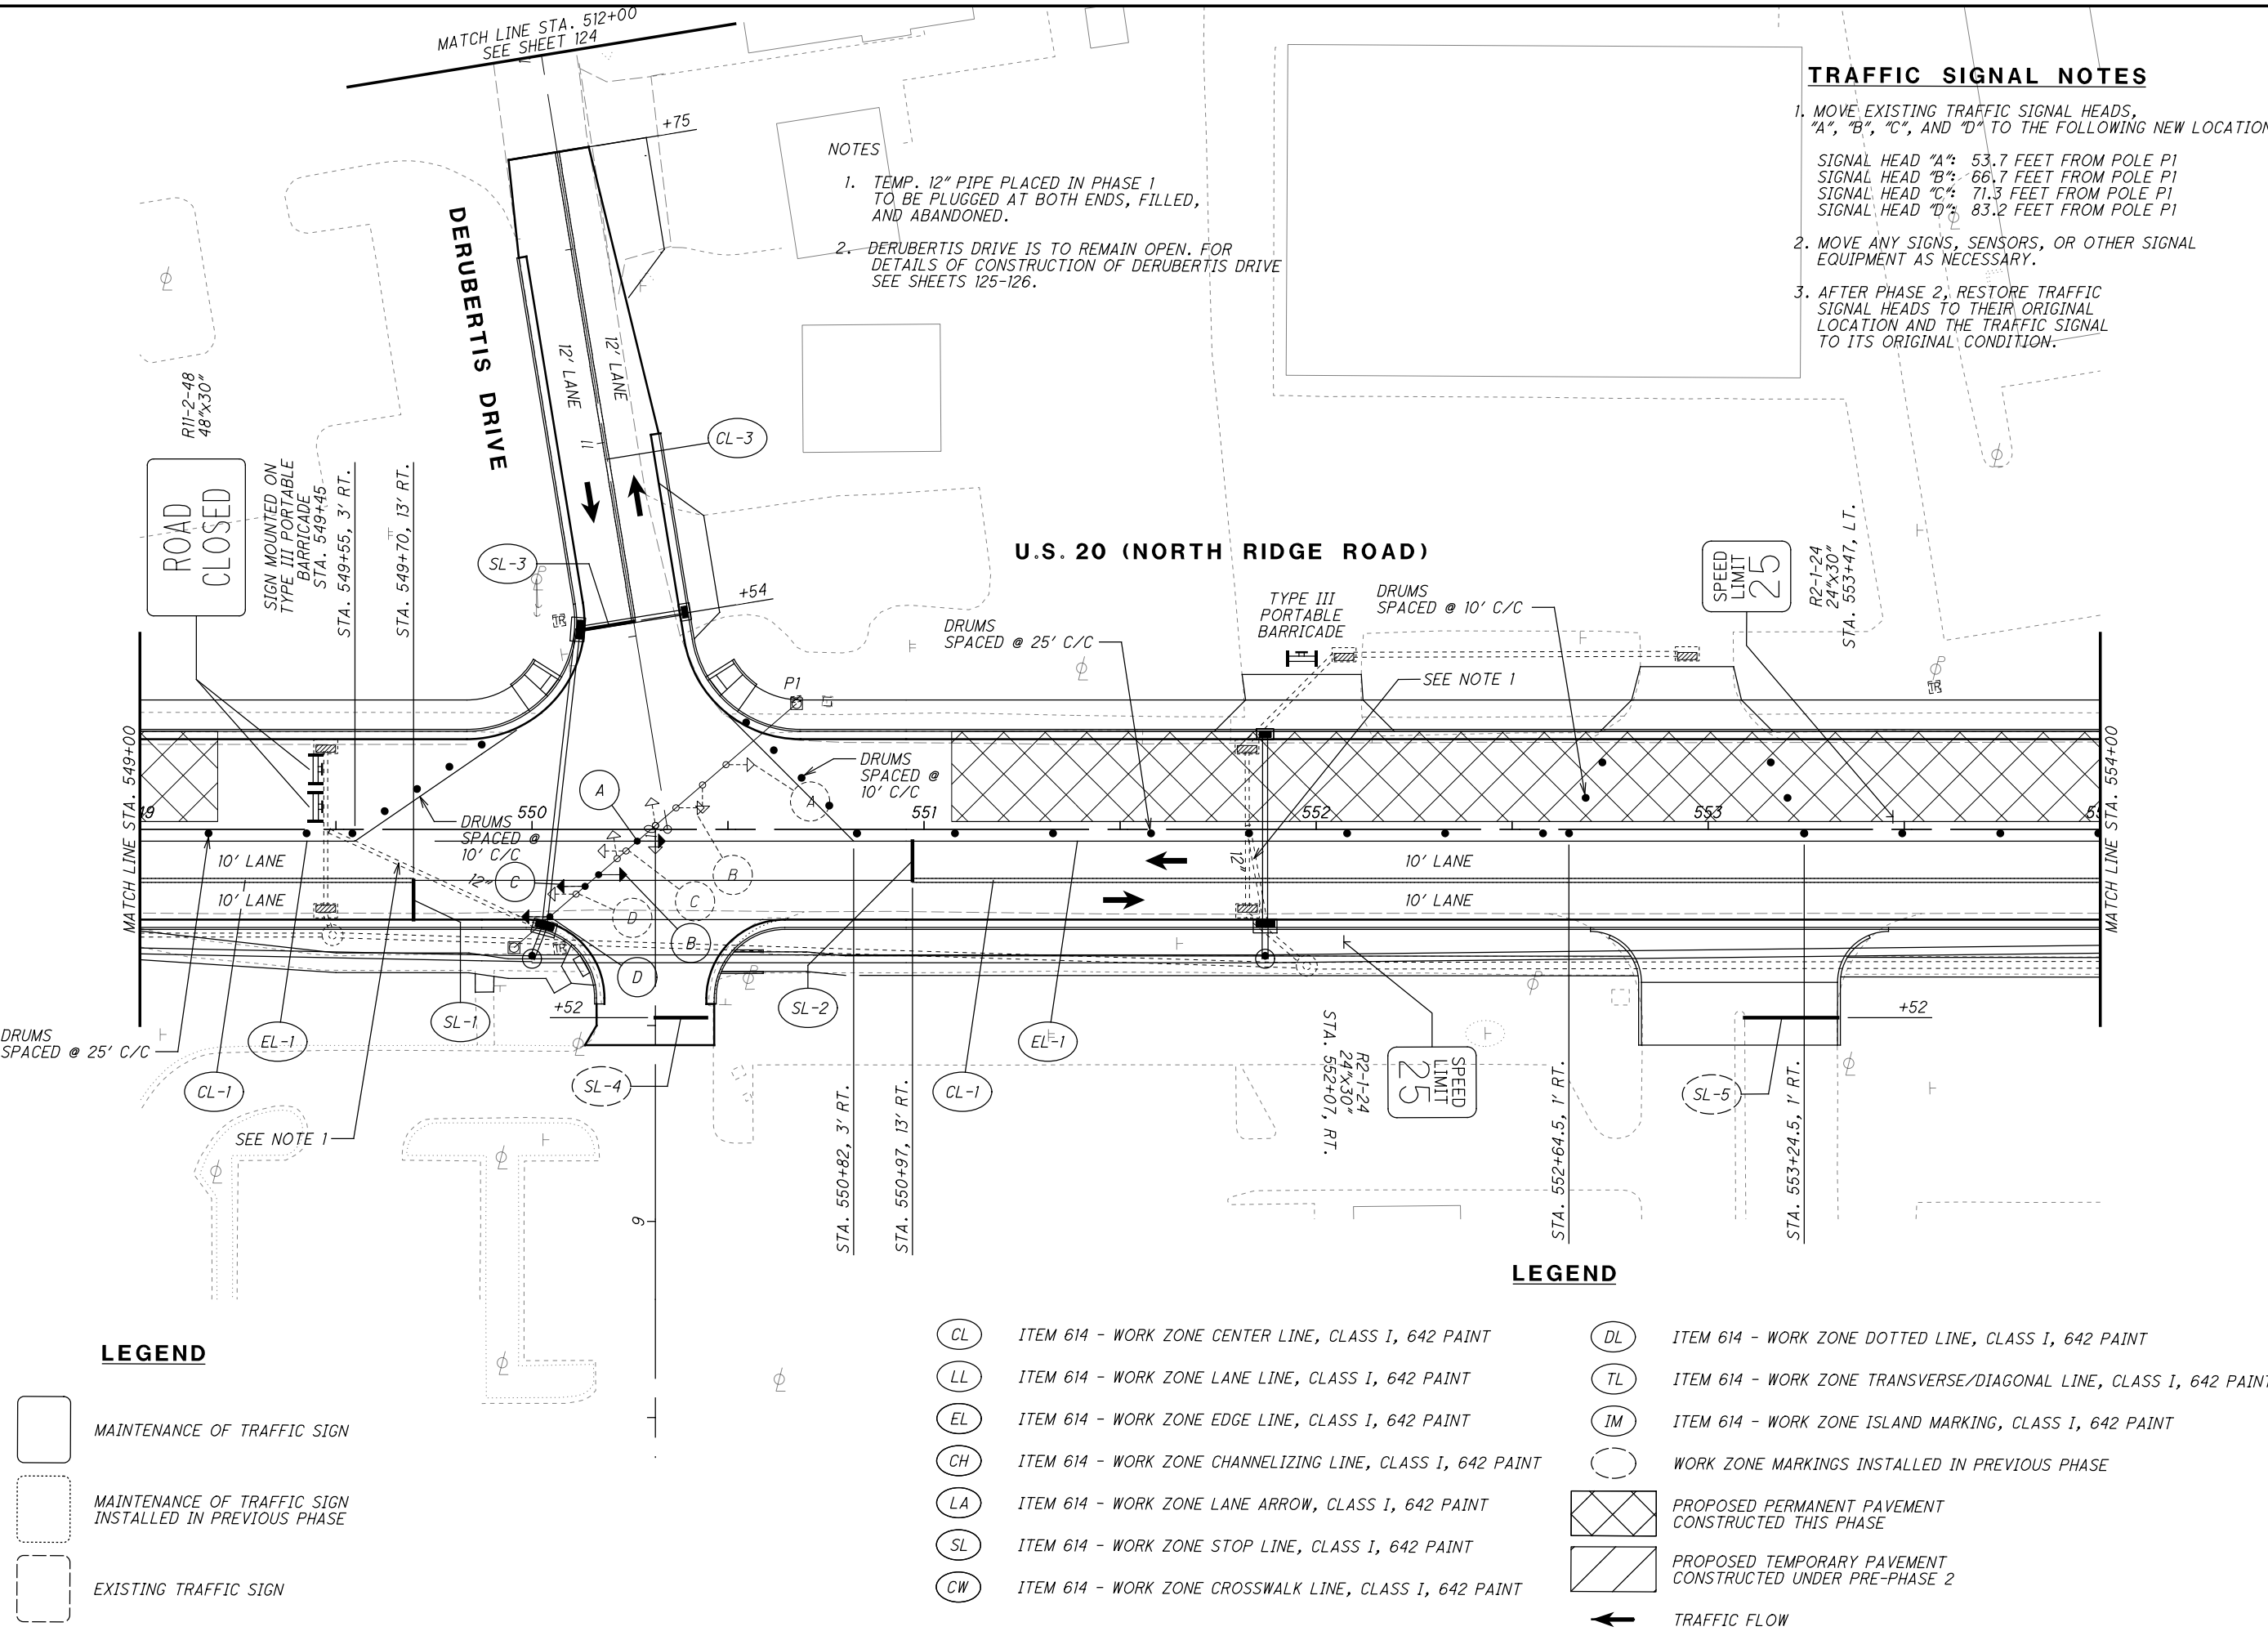 MATCH LINE STA. 512+00
SEE SHEET 124
+75
DERUBERTIS DRIVE
12' LANE
12' LANE
11
CL-3
SL-3
+54
NOTES
1. TEMP. 12" PIPE PLACED IN PHASE 1
TO BE PLUGGED AT BOTH ENDS, FILLED,
AND ABANDONED.
2. DERUBERTIS DRIVE IS TO REMAIN OPEN. FOR
DETAILS OF CONSTRUCTION OF DERUBERTIS DRIVE
SEE SHEETS 125-126.
TRAFFIC SIGNAL NOTES
1. MOVE EXISTING TRAFFIC SIGNAL HEADS,
"A", "B", "C", AND "D" TO THE FOLLOWING NEW LOCATION
SIGNAL HEAD "A": 53.7 FEET FROM POLE P1
SIGNAL HEAD "B": 66.7 FEET FROM POLE P1
SIGNAL HEAD "C": 71.3 FEET FROM POLE P1
SIGNAL HEAD "D": 83.2 FEET FROM POLE P1
2. MOVE ANY SIGNS, SENSORS, OR OTHER SIGNAL
EQUIPMENT AS NECESSARY.
3. AFTER PHASE 2, RESTORE TRAFFIC
SIGNAL HEADS TO THEIR ORIGINAL
LOCATION AND THE TRAFFIC SIGNAL
TO ITS ORIGINAL CONDITION.
R11-2-48
48"x30"
ROAD
CLOSED
SIGN MOUNTED ON
TYPE III PORTABLE
BARRICADE
STA. 549+45
STA. 549+55, 3' RT.
STA. 549+70, 13' RT.
U.S. 20 (NORTH RIDGE ROAD)
TYPE III
PORTABLE
BARRICADE
DRUMS
SPACED @ 10' C/C
DRUMS
SPACED @ 25' C/C
SPEED
LIMIT
25
R2-1-24
24"x30"
STA. 553+47, LT.
SEE NOTE 1
P1
MATCH LINE STA. 549+00
MATCH LINE STA. 554+00
DRUMS
SPACED @
10' C/C
DRUMS
SPACED @
10' C/C
49
550
551
552
553
55
A
A
B
C
D
C
B
D
10' LANE
10' LANE
12"
12"
10' LANE
10' LANE
DRUMS
SPACED @ 25' C/C
EL-1
CL-1
SL-1
+52
SL-4
SL-2
EL-1
CL-1
SEE NOTE 1
9
STA. 550+82, 3' RT.
STA. 550+97, 13' RT.
STA. 552+07, RT.
24"x30"
R2-1-24
SPEED
LIMIT
25
STA. 552+64.5, 1' RT.
STA. 553+24.5, 1' RT.
SL-5
+52
LEGEND
MAINTENANCE OF TRAFFIC SIGN
MAINTENANCE OF TRAFFIC SIGN
INSTALLED IN PREVIOUS PHASE
EXISTING TRAFFIC SIGN
LEGEND
CL ITEM 614 - WORK ZONE CENTER LINE, CLASS I, 642 PAINT
LL ITEM 614 - WORK ZONE LANE LINE, CLASS I, 642 PAINT
EL ITEM 614 - WORK ZONE EDGE LINE, CLASS I, 642 PAINT
CH ITEM 614 - WORK ZONE CHANNELIZING LINE, CLASS I, 642 PAINT
LA ITEM 614 - WORK ZONE LANE ARROW, CLASS I, 642 PAINT
SL ITEM 614 - WORK ZONE STOP LINE, CLASS I, 642 PAINT
CW ITEM 614 - WORK ZONE CROSSWALK LINE, CLASS I, 642 PAINT
DL ITEM 614 - WORK ZONE DOTTED LINE, CLASS I, 642 PAINT
TL ITEM 614 - WORK ZONE TRANSVERSE/DIAGONAL LINE, CLASS I, 642 PAINT
IM ITEM 614 - WORK ZONE ISLAND MARKING, CLASS I, 642 PAINT
WORK ZONE MARKINGS INSTALLED IN PREVIOUS PHASE
PROPOSED PERMANENT PAVEMENT
CONSTRUCTED THIS PHASE
PROPOSED TEMPORARY PAVEMENT
CONSTRUCTED UNDER PRE-PHASE 2
TRAFFIC FLOW